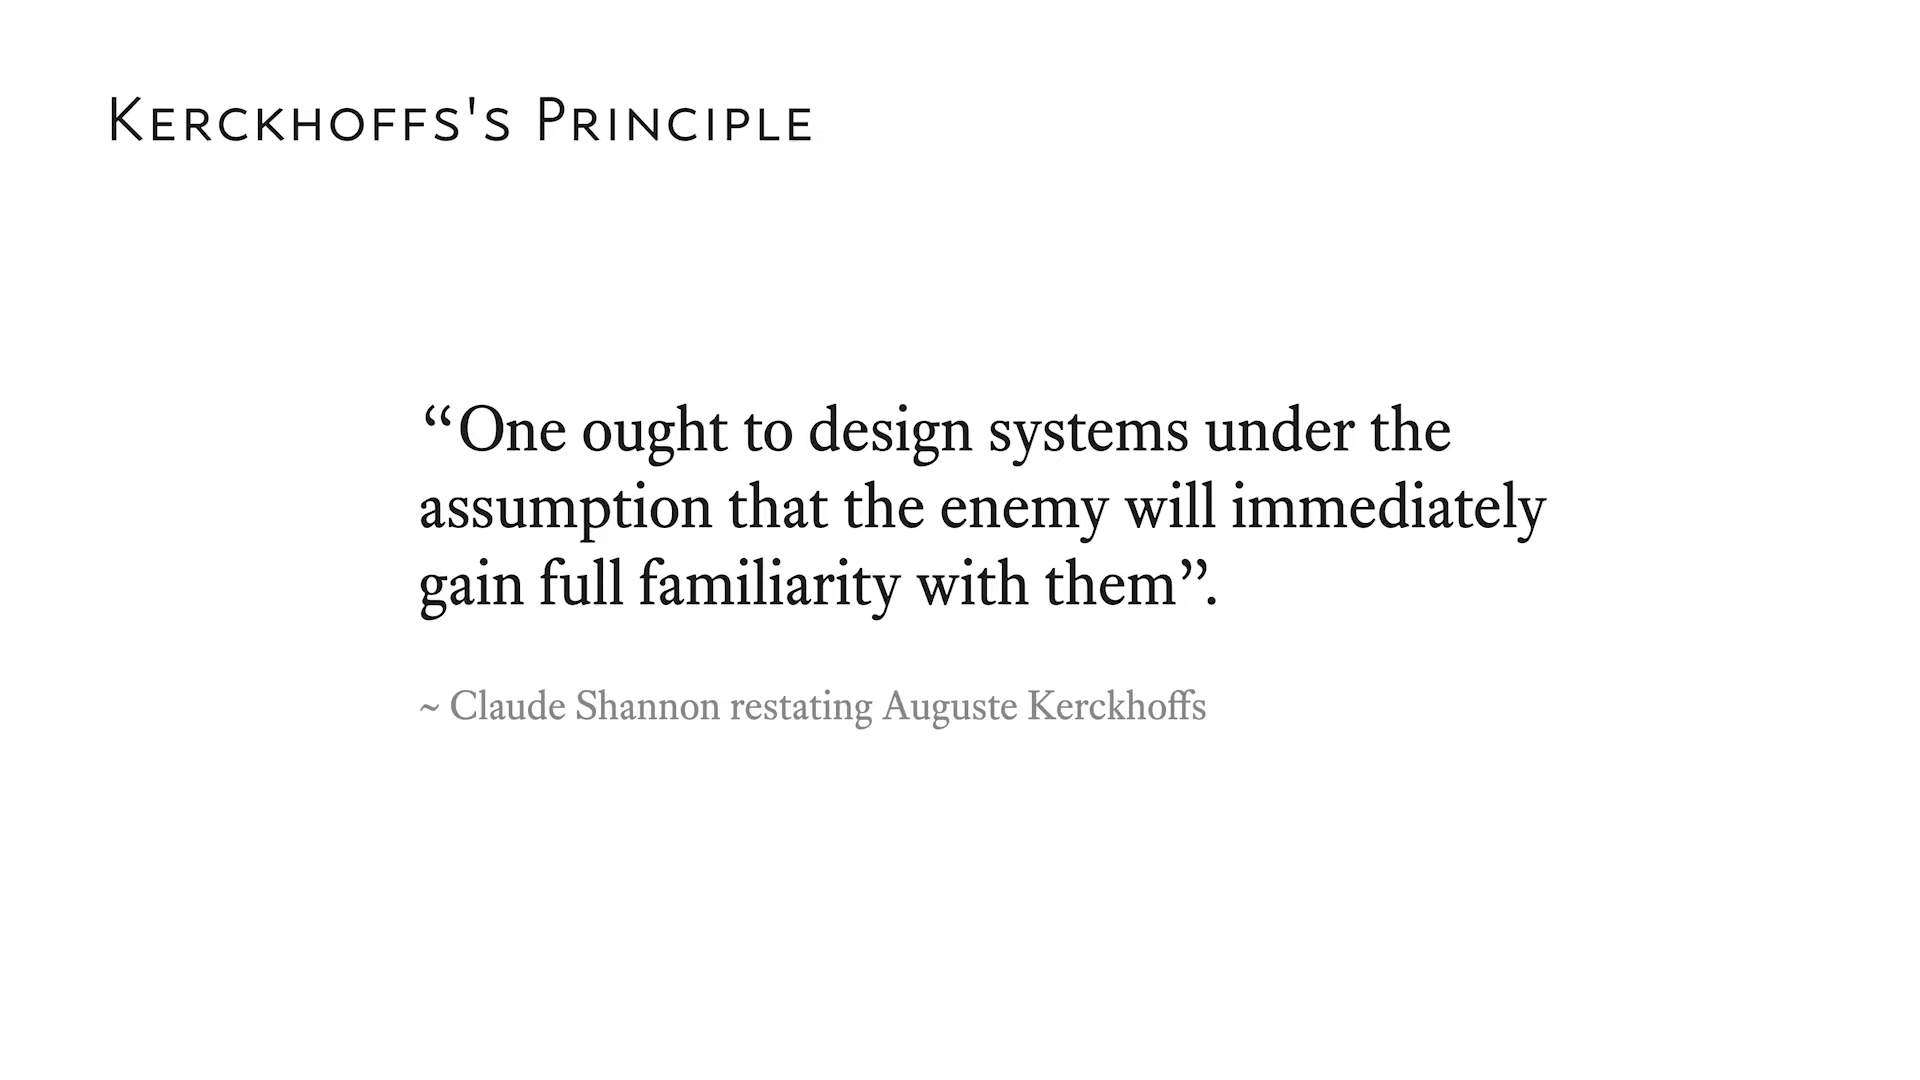 Kerckhoffs's Principle
“One ought to design systems under the
assumption that the enemy will immediately
gain full familiarity with them”.
~ Claude Shannon restating Auguste Kerckhoffs